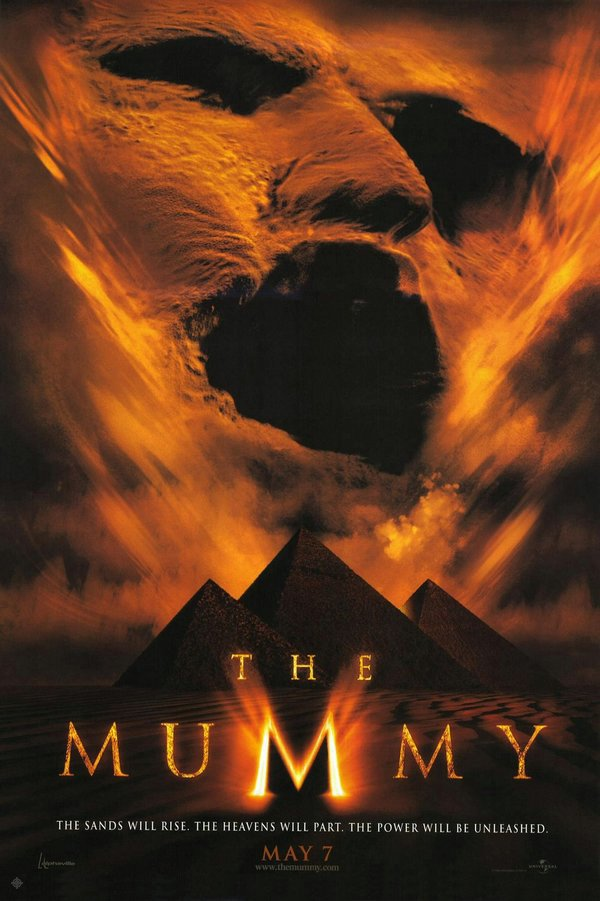 THE
MUMMY
THE SANDS WILL RISE. THE HEAVENS WILL PART. THE POWER WILL BE UNLEASHED.
MAY 7
www.themummy.com
UNIVERSAL